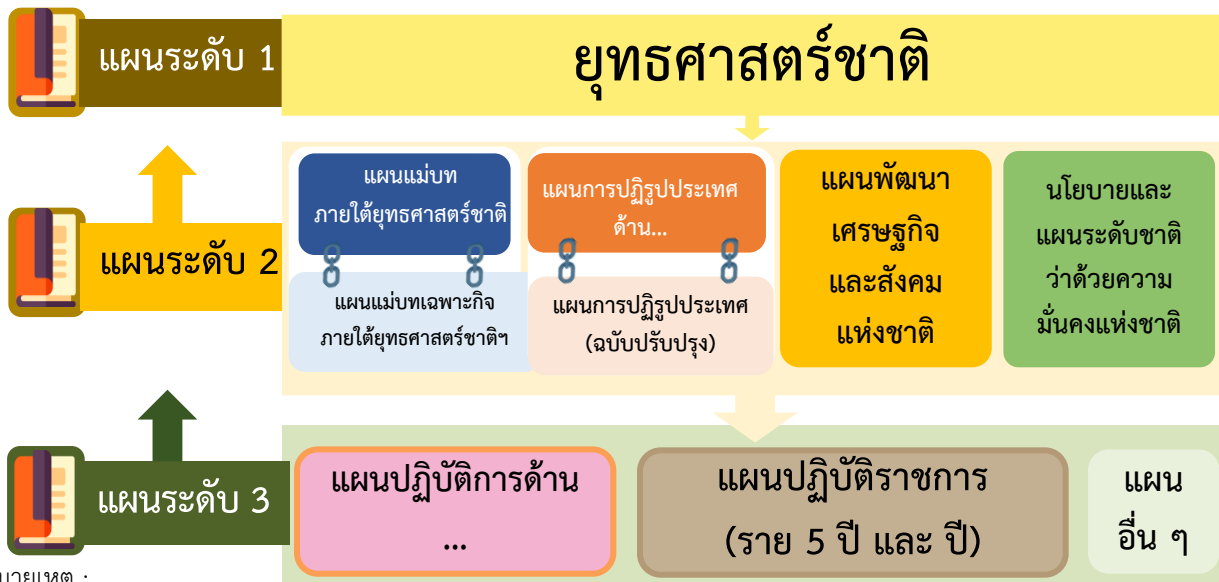 แผนระดับ 1
ยุทธศาสตร์ชาติ
แผนระดับ 2
แผนแม่บท
ภายใต้ยุทธศาสตร์ชาติ
แผนแม่บทเฉพาะกิจ
ภายใต้ยุทธศาสตร์ชาติฯ
แผนการปฏิรูปประเทศ
ด้าน...
แผนการปฏิรูปประเทศ
(ฉบับปรับปรุง)
แผนพัฒนา
เศรษฐกิจ
และสังคม
แห่งชาติ
นโยบายและ
แผนระดับชาติ
ว่าด้วยความ
มั่นคงแห่งชาติ
แผนระดับ 3
แผนปฏิบัติการด้าน
...
แผนปฏิบัติราชการ
(ราย 5 ปี และ ปี)
แผน
อื่น ๆ